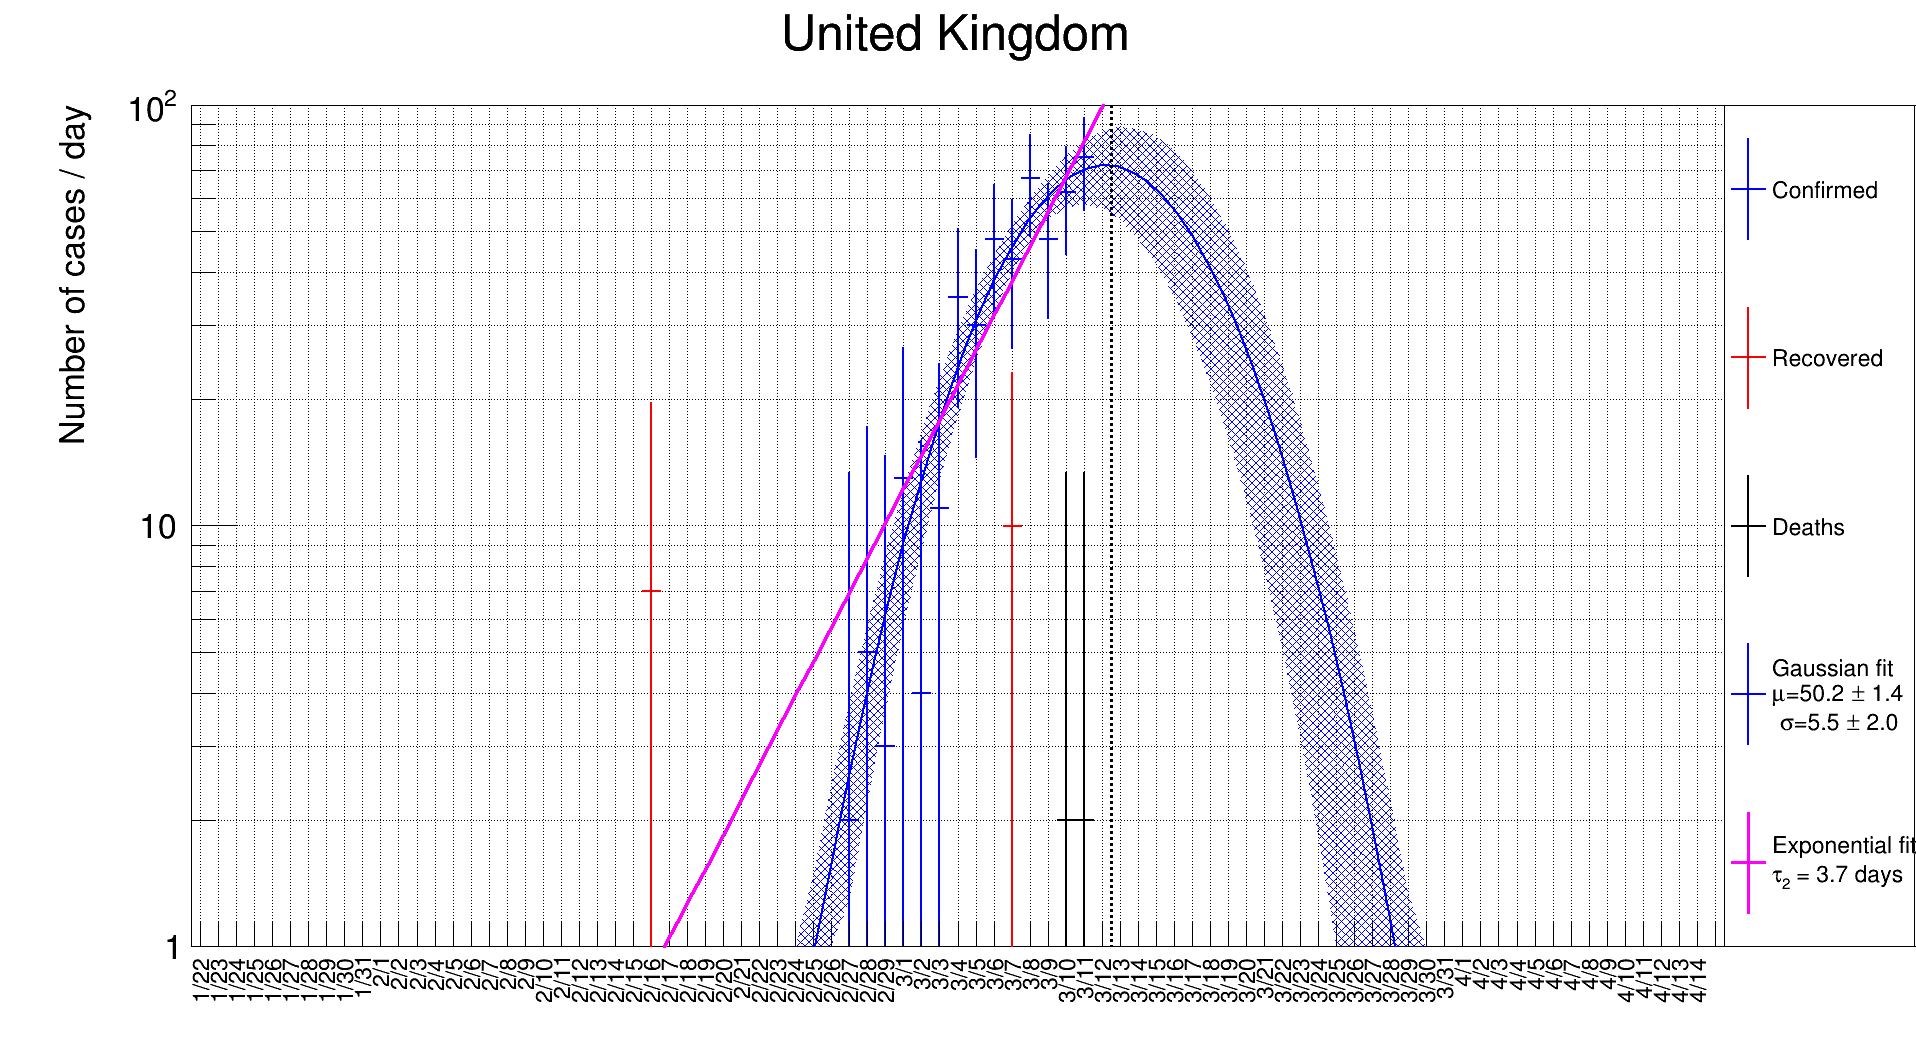 United Kingdom
Number of cases / day
10²
10
1
1/22 1/23 1/24 1/25 1/26 1/27 1/28 1/29 1/30 1/31 2/1 2/2 2/3 2/4 2/5 2/6 2/7 2/8 2/9 2/10 2/11 2/12 2/13 2/14 2/15 2/16 2/17 2/18 2/19 2/20 2/21 2/22 2/23 2/24 2/25 2/26 2/27 2/28 2/29 3/1 3/2 3/3 3/4 3/5 3/6 3/7 3/8 3/9 3/10 3/11 3/12 3/13 3/14 3/15 3/16 3/17 3/18 3/19 3/20 3/21 3/22 3/23 3/24 3/25 3/26 3/27 3/28 3/29 3/30 3/31 4/1 4/2 4/3 4/4 4/5 4/6 4/7 4/8 4/9 4/10 4/11 4/12 4/13 4/14
Confirmed
Recovered
Deaths
Gaussian fit
μ=50.2 ± 1.4
σ=5.5 ± 2.0
Exponential fit
τ₂ = 3.7 days